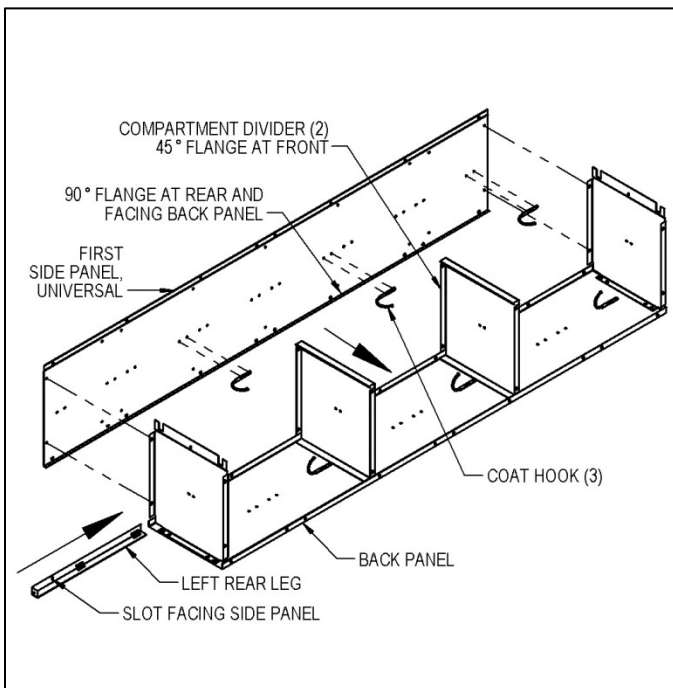 COMPARTMENT DIVIDER (2)
45° FLANGE AT FRONT
90° FLANGE AT REAR AND
FACING BACK PANEL
FIRST
SIDE PANEL,
UNIVERSAL
COAT HOOK (3)
BACK PANEL
LEFT REAR LEG
SLOT FACING SIDE PANEL